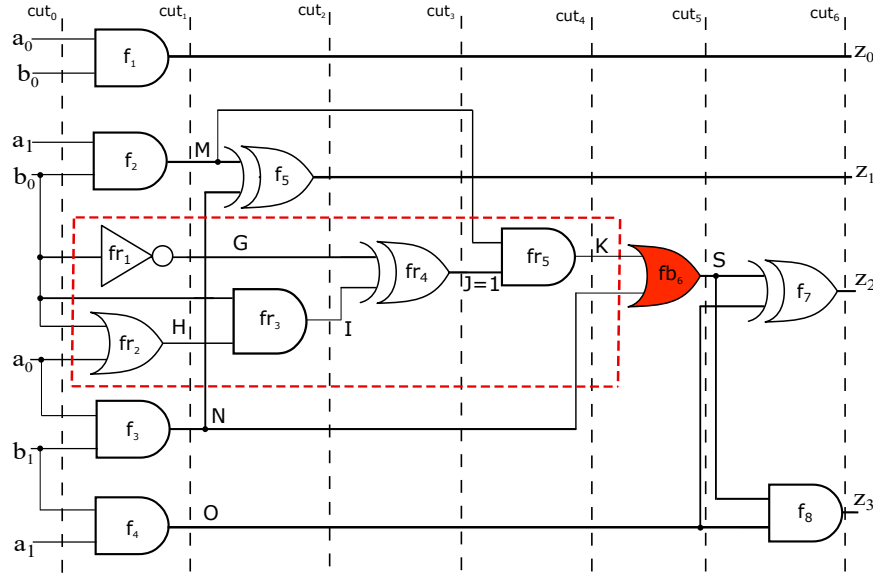 cut₀ cut₁ cut₂ cut₃ cut₄ cut₅ cut₆
a₀
f₁
z₀
b₀
a₁
f₂
M
b₀
f₅
z₁
fr₁
G
fr₄
fr₅
K
fb₆
S
f₇
z₂
J=1
fr₃
I
H
fr₂
a₀
f₃
N
b₁
f₄
O
a₁
f₈
z₃